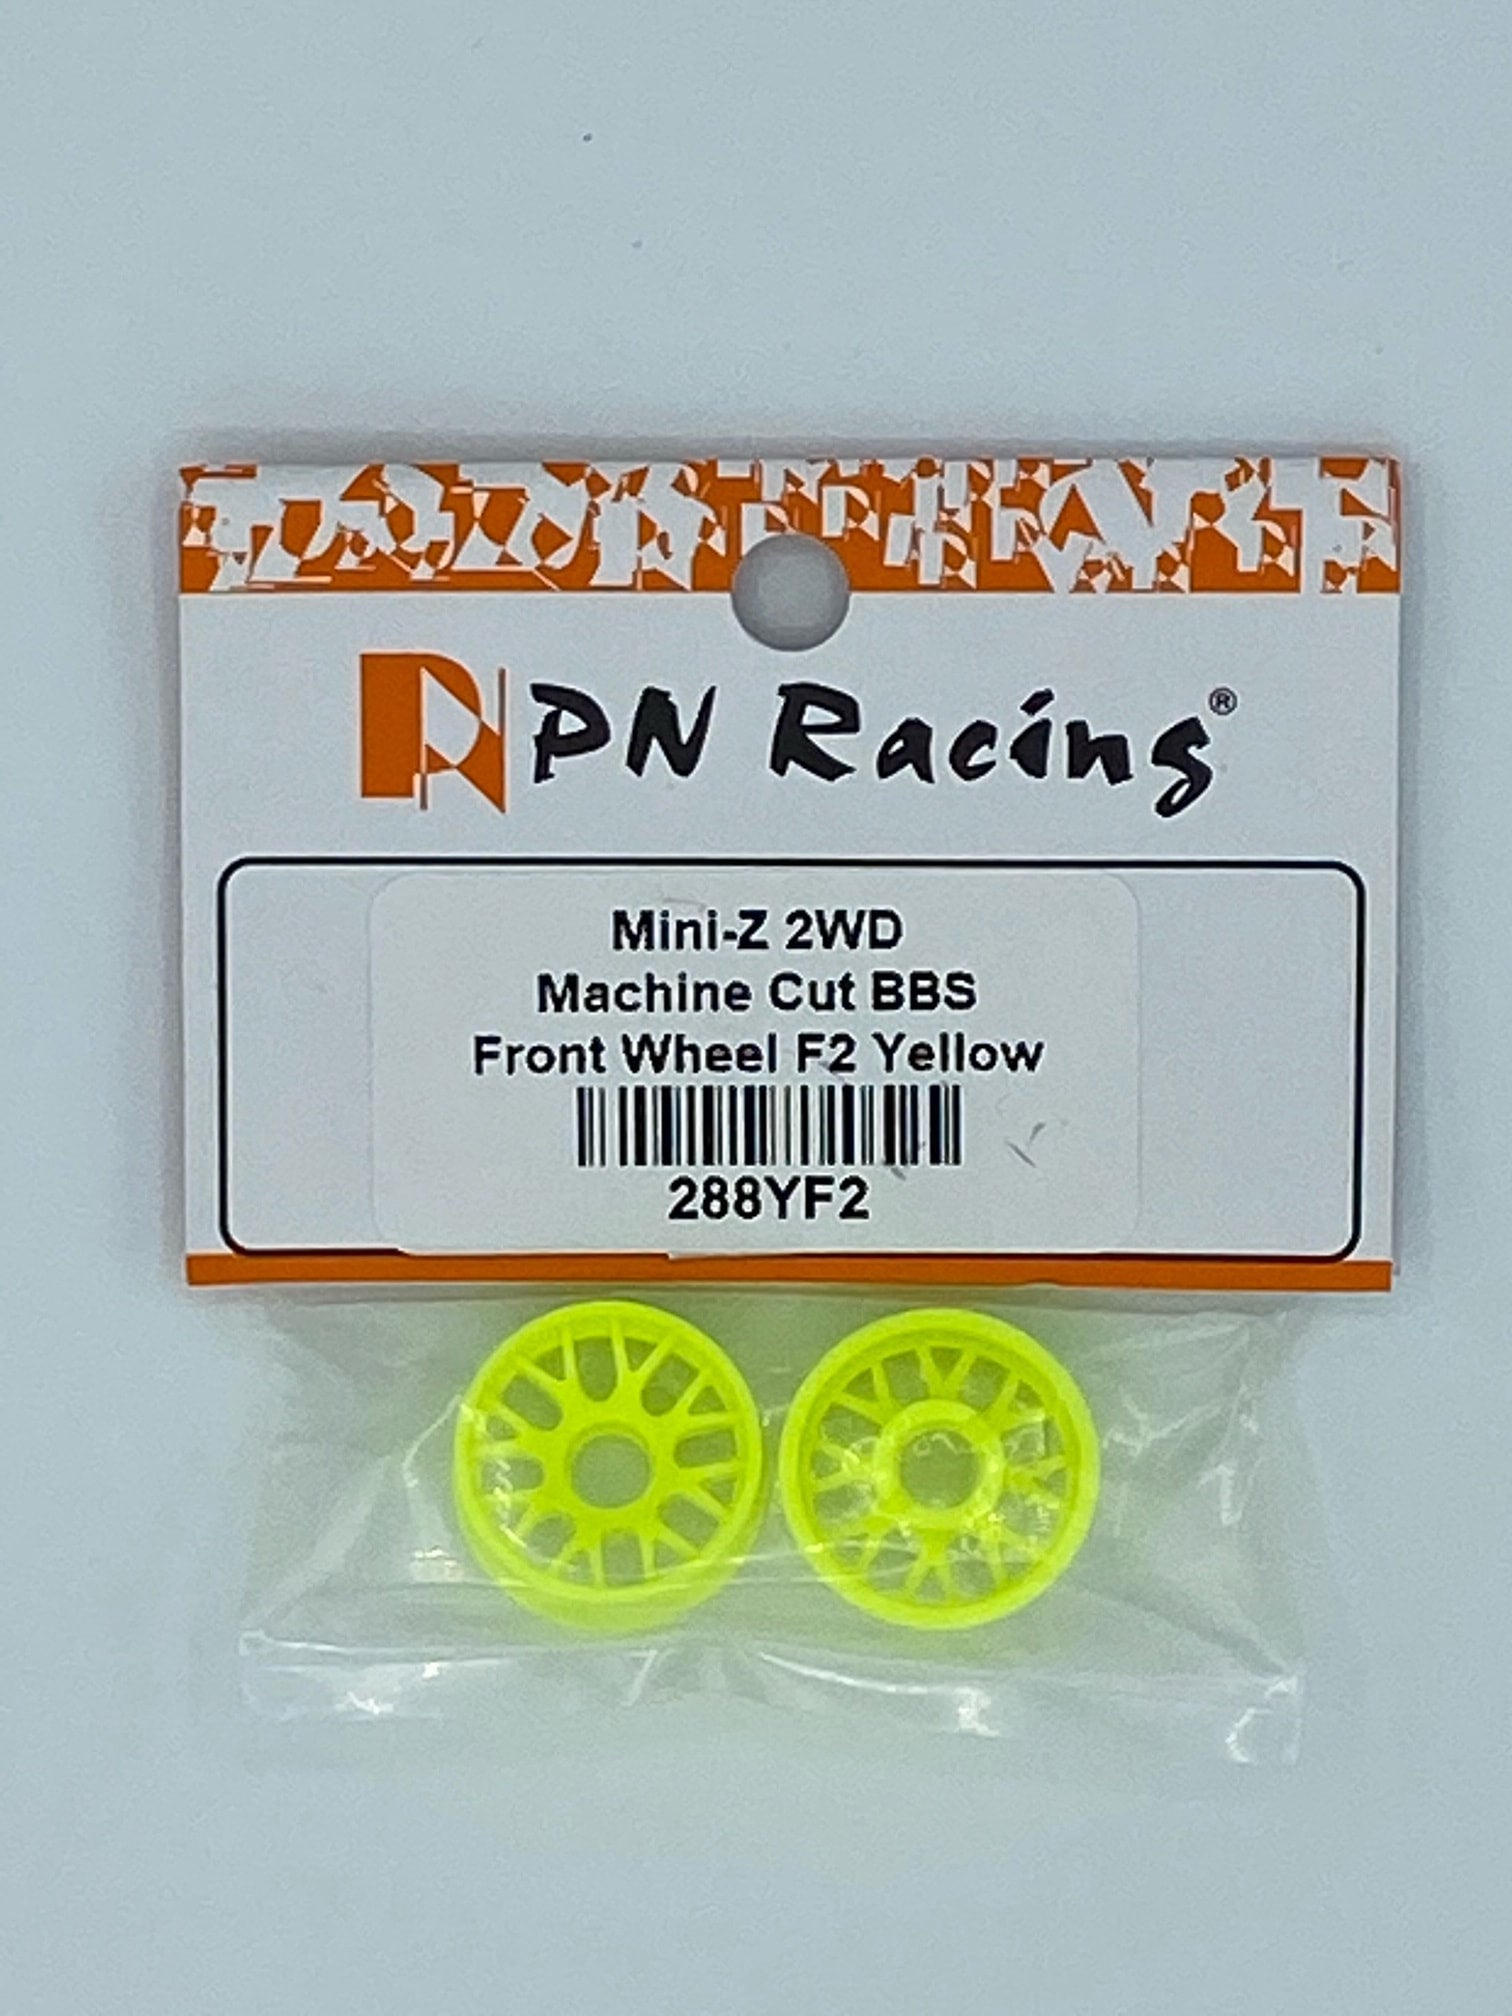 PN Racing®
Mini-Z 2WD
Machine Cut BBS
Front Wheel F2 Yellow
288YF2